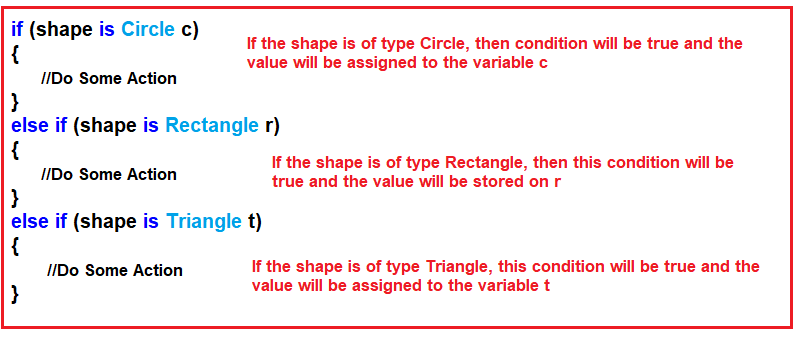 if (shape is Circle c)
If the shape is of type Circle, then condition will be true and the
value will be assigned to the variable c
{
//Do Some Action
}
else if (shape is Rectangle r)
{
If the shape is of type Rectangle, then this condition will be
true and the value will be stored on r
//Do Some Action
}
else if (shape is Triangle t)
{
If the shape is of type Triangle, this condition will be true and the
value will be assigned to the variable t
//Do Some Action
}